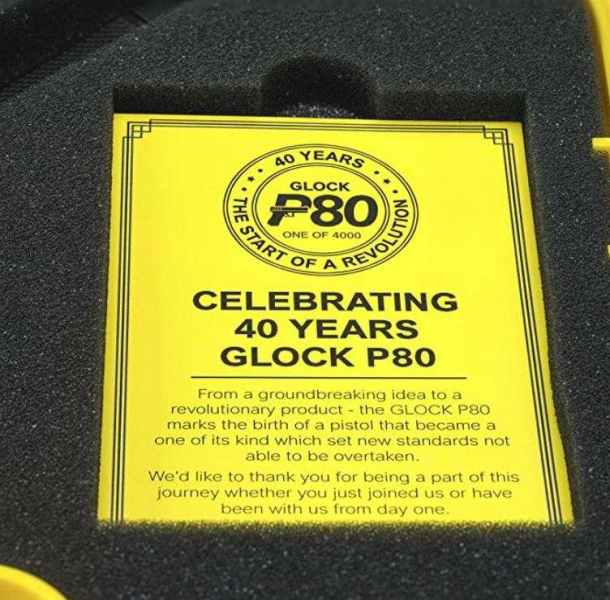 40 YEARS
THE START OF A REVOLUTION
GLOCK
P80
ONE OF 4000
CELEBRATING
40 YEARS
GLOCK P80
From a groundbreaking idea to a
revolutionary product - the GLOCK P80
marks the birth of a pistol that became a
one of its kind which set new standards not
able to be overtaken.
We'd like to thank you for being a part of this
journey whether you just joined us or have
been with us from day one.